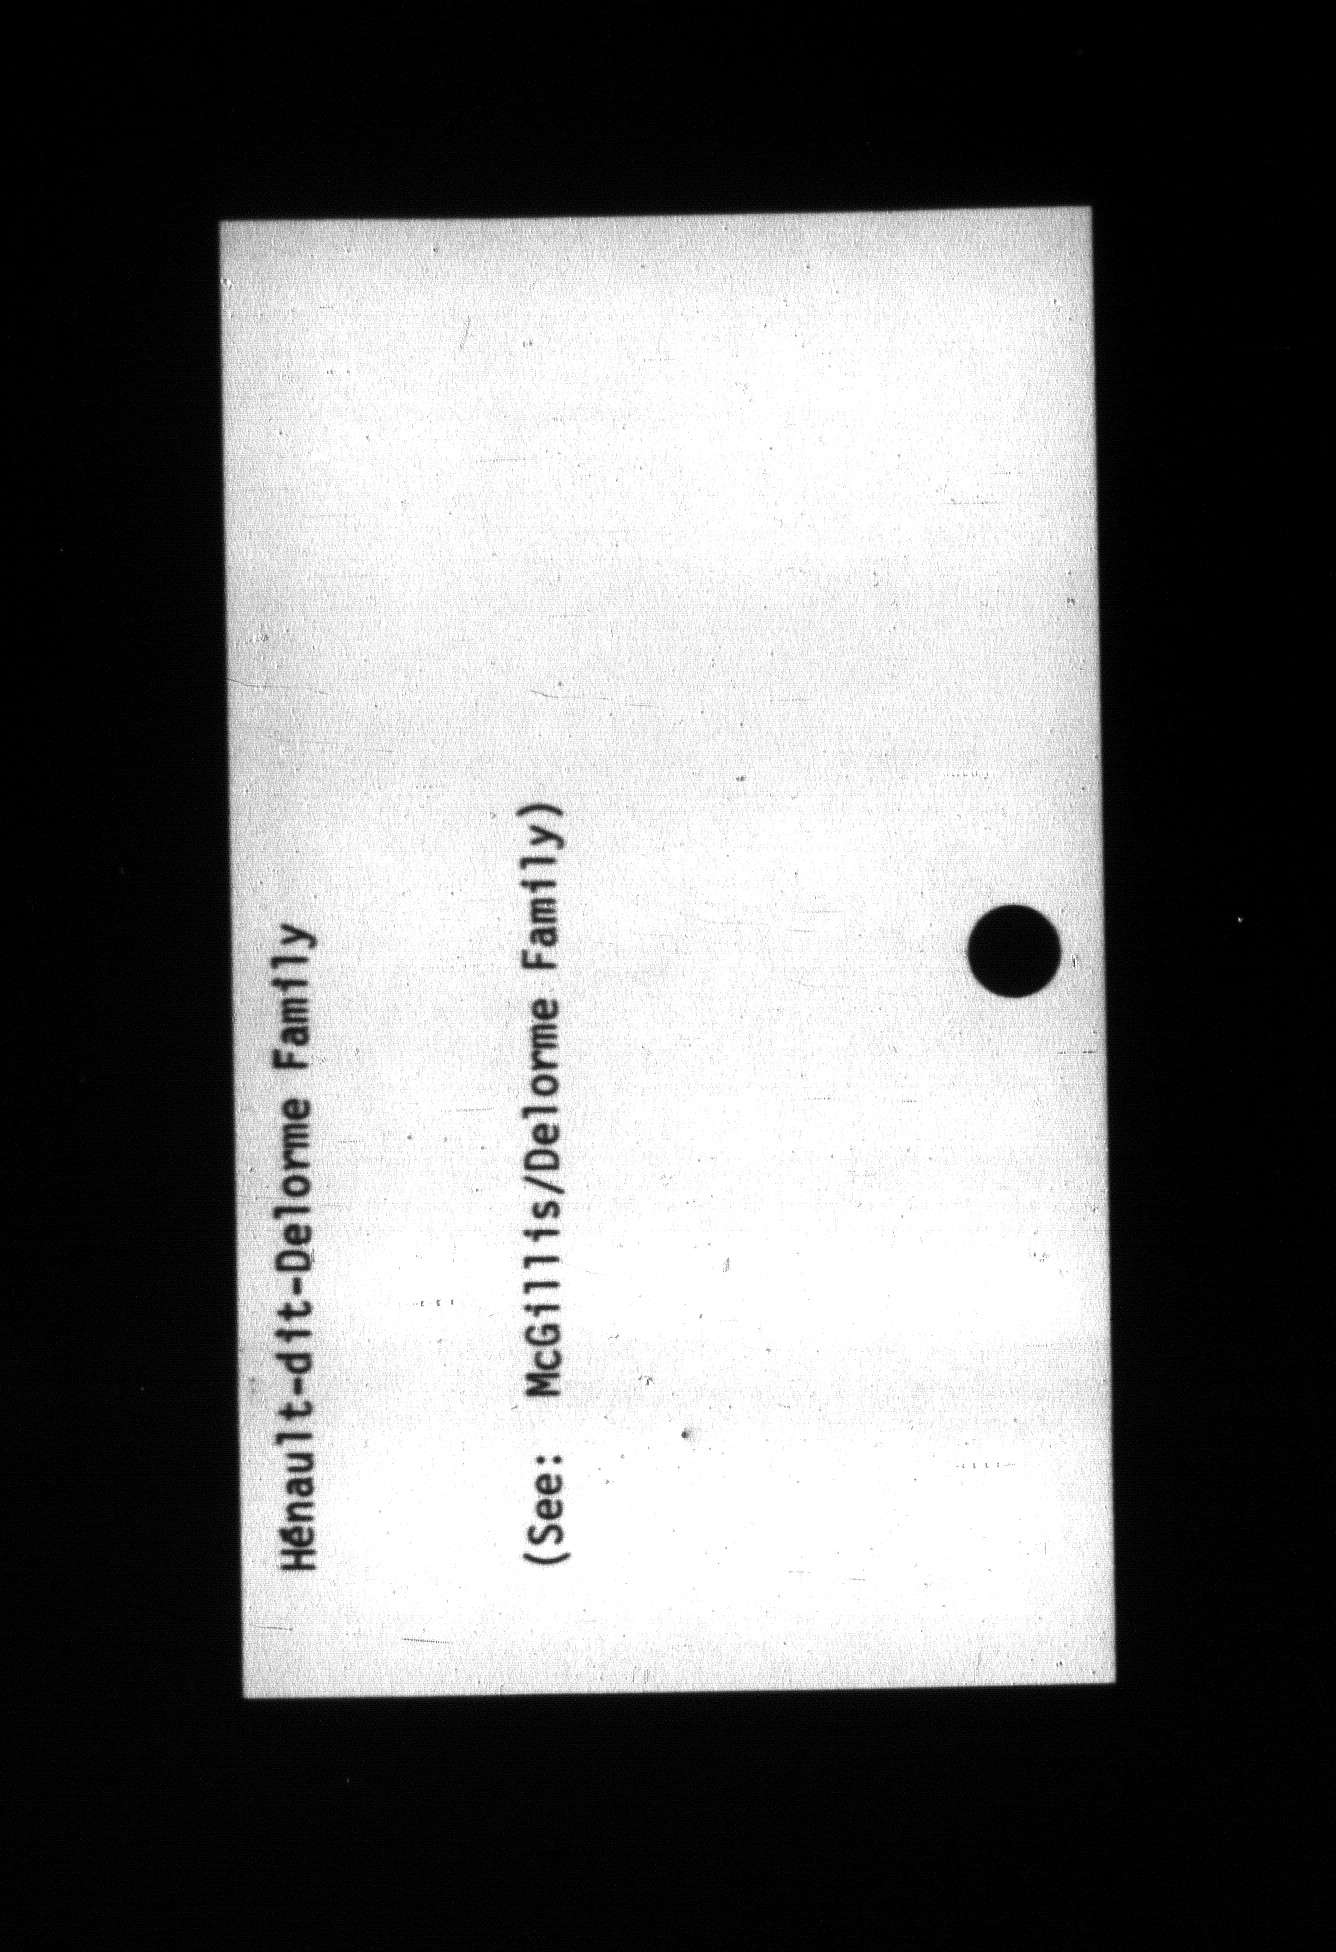 Hénault-dit-Delorme Family
(See: McGillis/Delorme Family)